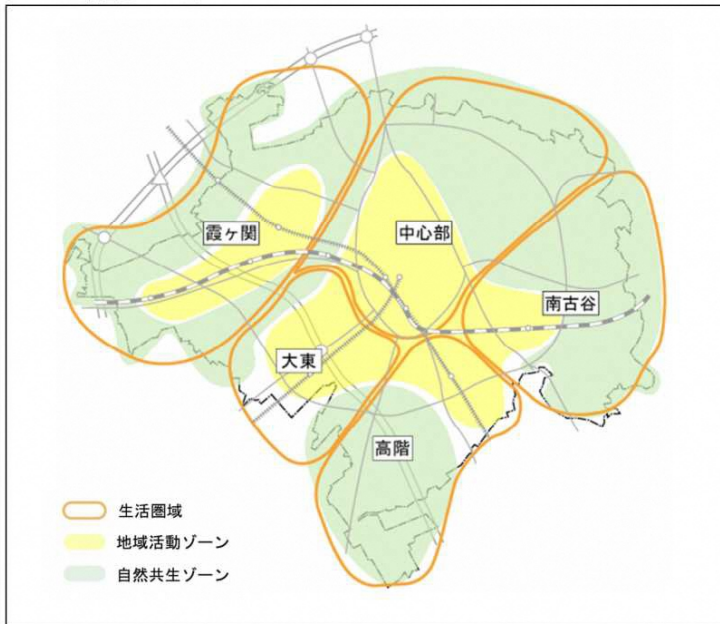 霞ヶ関
中心部
南古谷
大東
高階
生活圏域
地域活動ゾーン
自然共生ゾーン